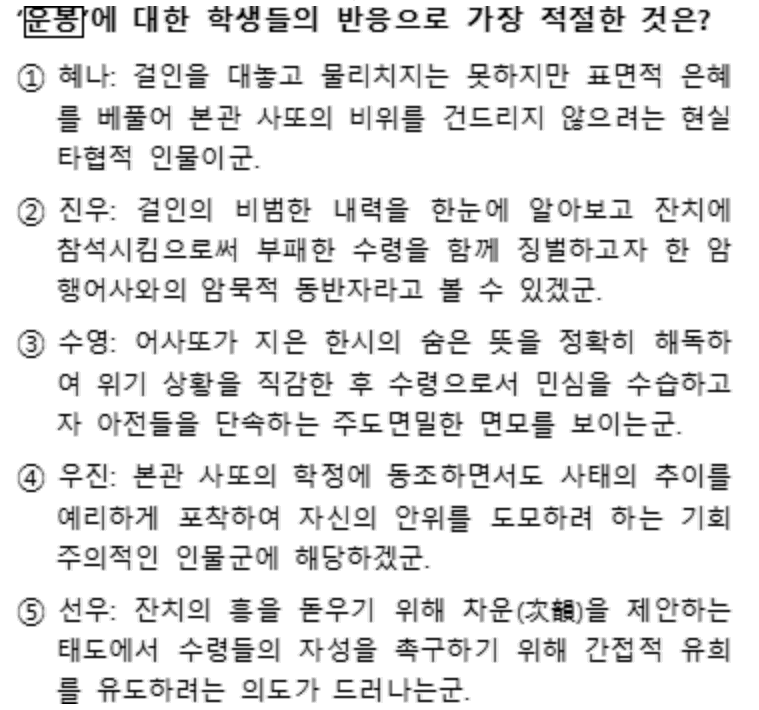 '운봉'에 대한 학생들의 반응으로 가장 적절한 것은?
① 혜나: 걸인을 대놓고 물리치지는 못하지만 표면적 은혜
를 베풀어 본관 사또의 비위를 건드리지 않으려는 현실
타협적 인물이군.
② 진우: 걸인의 비범한 내력을 한눈에 알아보고 잔치에
참석시킴으로써 부패한 수령을 함께 징벌하고자 한 암
행어사와의 암묵적 동반자라고 볼 수 있겠군.
③ 수영: 어사또가 지은 한시의 숨은 뜻을 정확히 해독하
여 위기 상황을 직감한 후 수령으로서 민심을 수습하고
자 아전들을 단속하는 주도면밀한 면모를 보이는군.
④ 우진: 본관 사또의 학정에 동조하면서도 사태의 추이를
예리하게 포착하여 자신의 안위를 도모하려 하는 기회
주의적인 인물군에 해당하겠군.
⑤ 선우: 잔치의 흥을 돋우기 위해 차운(次韻)을 제안하는
태도에서 수령들의 자성을 촉구하기 위해 간접적 유희
를 유도하려는 의도가 드러나는군.